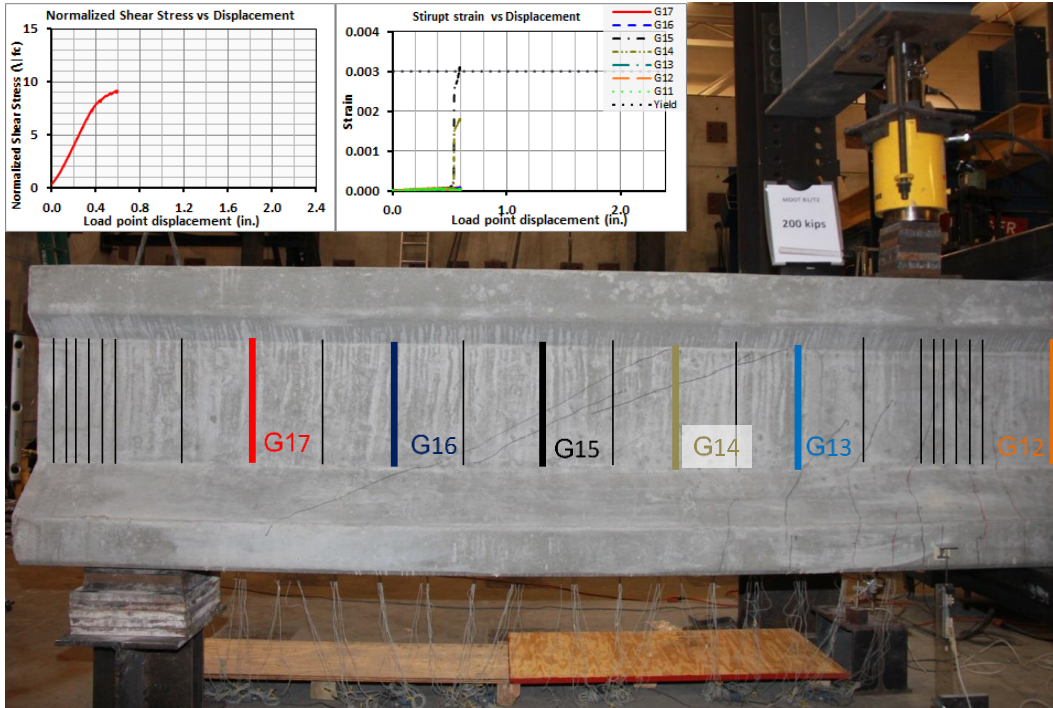 Normalized Shear Stress vs Displacement
Normalized Shear Stress (√ fc)
15
10
5
0
0.0 0.4 0.8 1.2 1.6 2.0 2.4
Load point displacement (in.)
Stirupt strain vs Displacement
Strain
0.004
0.003
0.002
0.001
0.000
0.0 1.0 2.0
Load point displacement (in.)
G17
G16
G15
G14
G13
G12
G11
Yield
MDOT BLITZ
200 kips
G17
G16
G15
G14
G13
G12